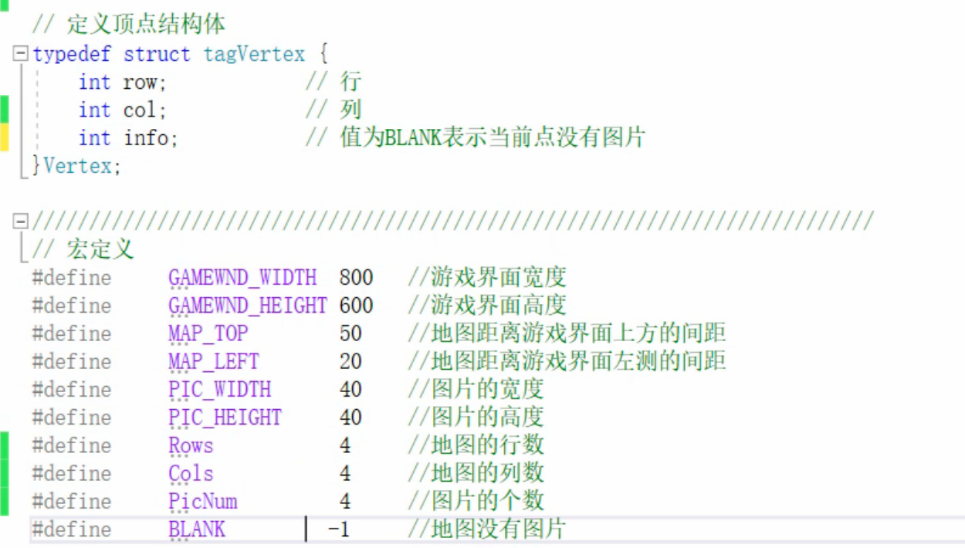 // 定义顶点结构体
typedef struct tagVertex {
    int row;            // 行
    int col;            // 列
    int info;           // 值为BLANK表示当前点没有图片
}Vertex;
//////////////////////////////////////////////////////////////////////////
// 宏定义
#define     GAMEWND_WIDTH  800   //游戏界面宽度
#define     GAMEWND_HEIGHT 600   //游戏界面高度
#define     MAP_TOP        50    //地图距离游戏界面上方的间距
#define     MAP_LEFT       20    //地图距离游戏界面左测的间距
#define     PIC_WIDTH      40    //图片的宽度
#define     PIC_HEIGHT     40    //图片的高度
#define     Rows           4     //地图的行数
#define     Cols           4     //地图的列数
#define     PicNum         4     //图片的个数
#define     BLANK         -1     //地图没有图片